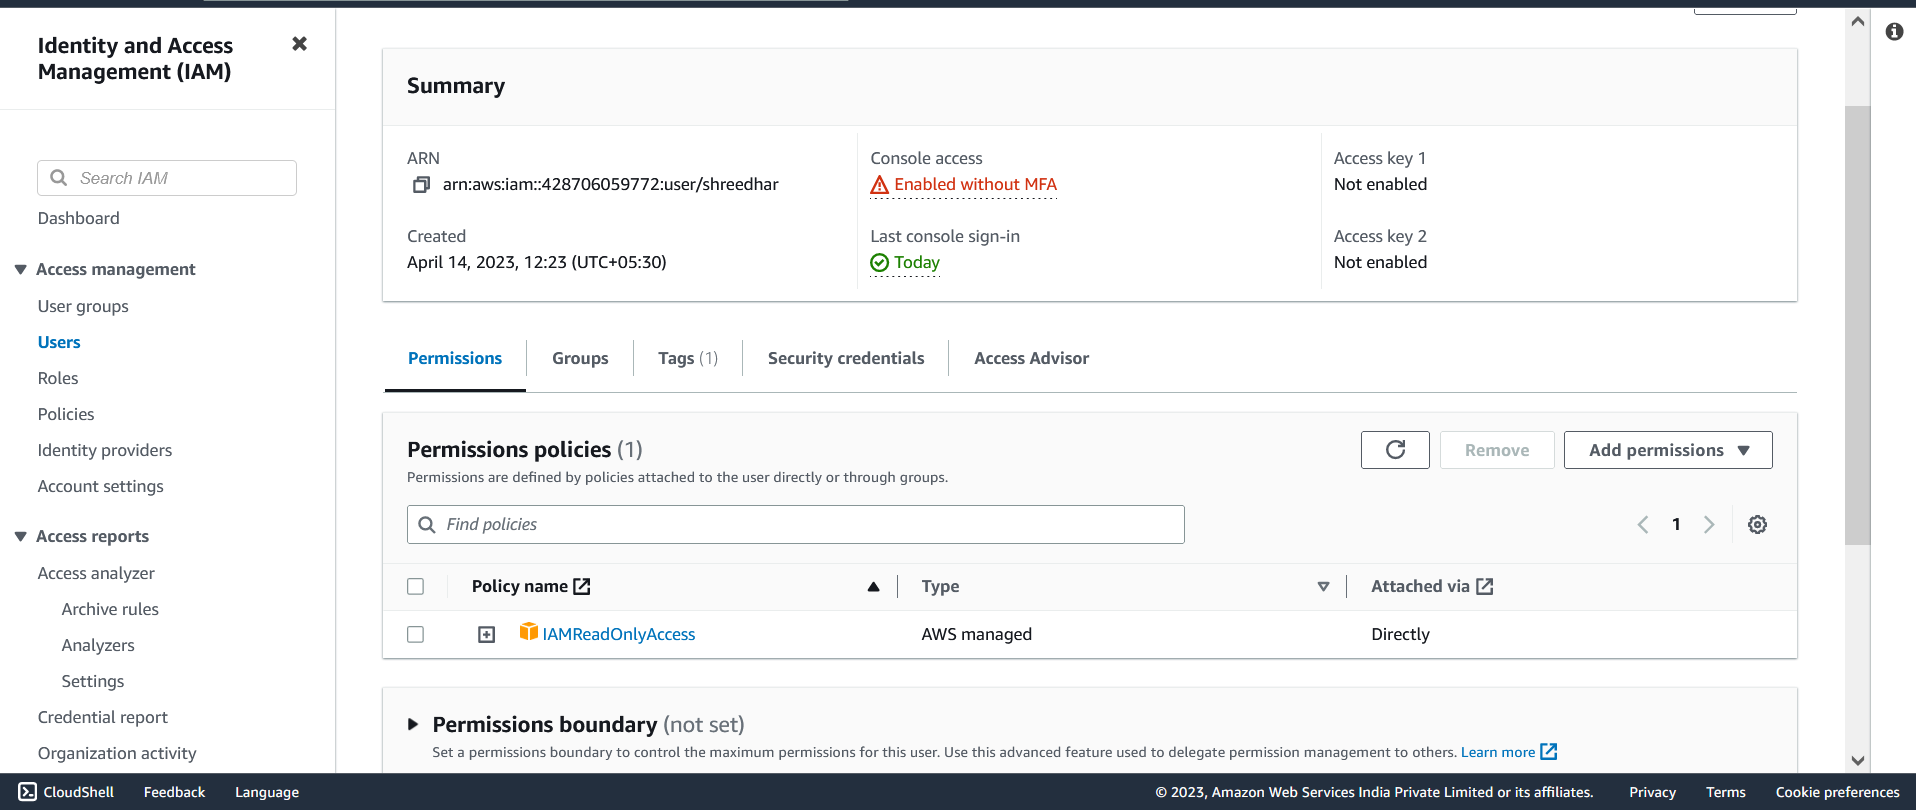 Identity and Access
Management (IAM)
Search IAM
Dashboard
Access management
User groups
Users
Roles
Policies
Identity providers
Account settings
Access reports
Access analyzer
Archive rules
Analyzers
Settings
Credential report
Organization activity
Summary
ARN
arn:aws:iam::428706059772:user/shreedhar
Created
April 14, 2023, 12:23 (UTC+05:30)
Console access
Enabled without MFA
Last console sign-in
Today
Access key 1
Not enabled
Access key 2
Not enabled
Permissions
Groups
Tags (1)
Security credentials
Access Advisor
Permissions policies (1)
Permissions are defined by policies attached to the user directly or through groups.
Remove
Add permissions
Find policies
1
Policy name
Type
Attached via
IAMReadOnlyAccess
AWS managed
Directly
Permissions boundary (not set)
Set a permissions boundary to control the maximum permissions for this user. Use this advanced feature used to delegate permission management to others. Learn more
CloudShell
Feedback
Language
© 2023, Amazon Web Services India Private Limited or its affiliates.
Privacy
Terms
Cookie preferences